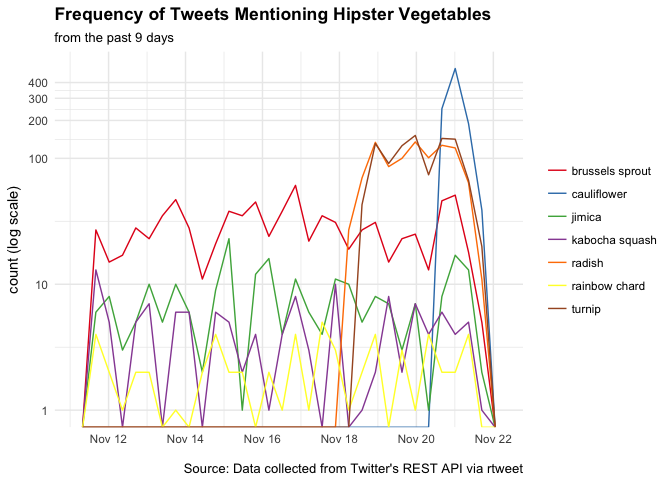 Frequency of Tweets Mentioning Hipster Vegetables
from the past 9 days
count (log scale)
400
300
200
100
10
1
Nov 12 Nov 14 Nov 16 Nov 18 Nov 20 Nov 22
brussels sprout
cauliflower
jimica
kabocha squash
radish
rainbow chard
turnip
Source: Data collected from Twitter's REST API via rtweet